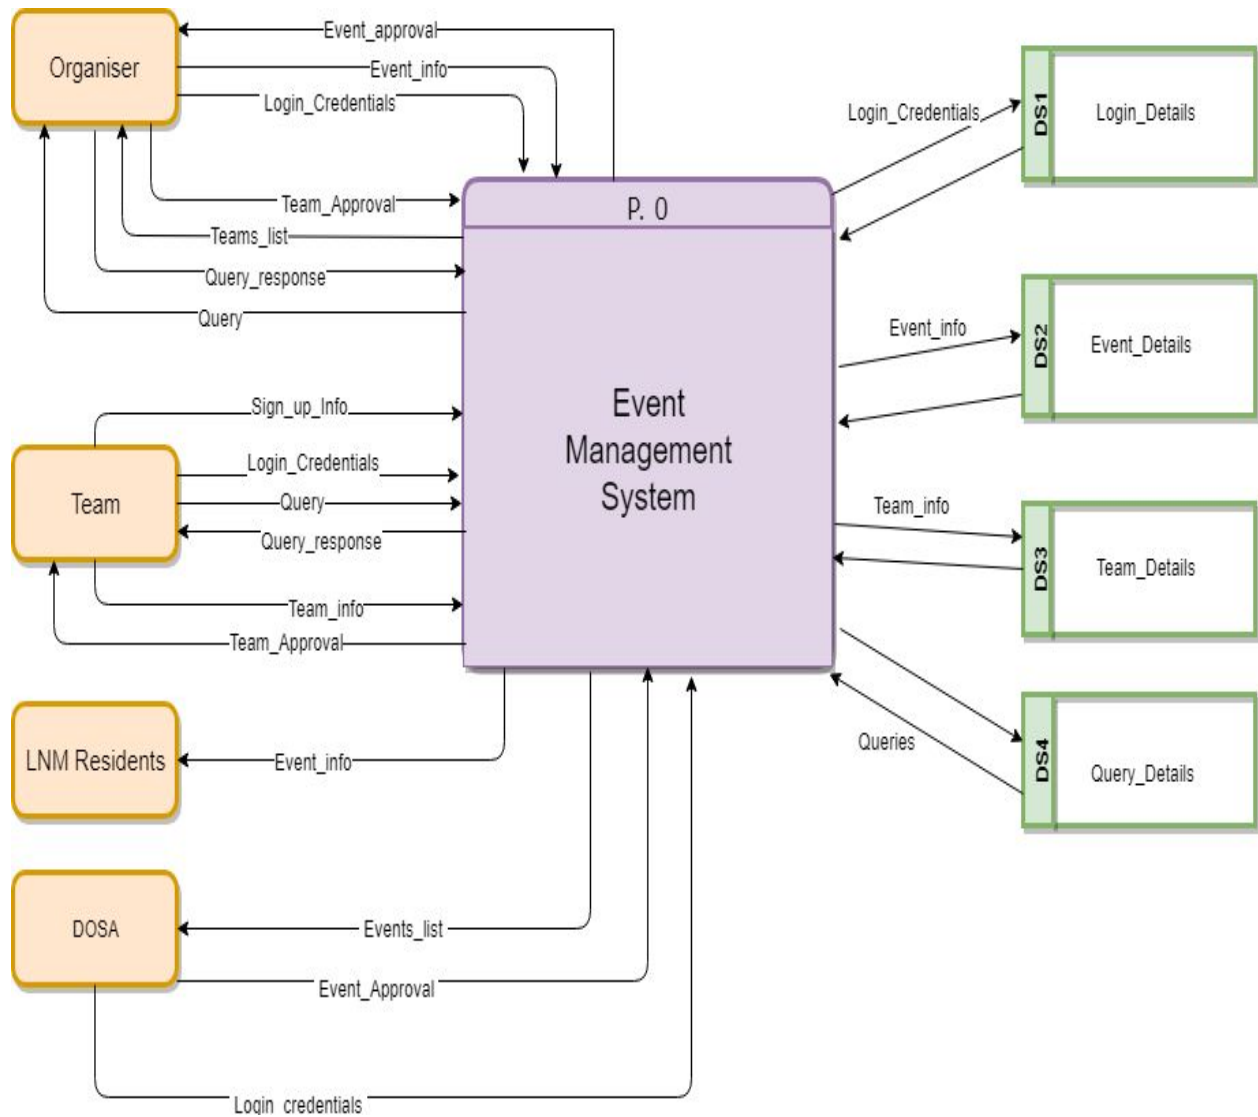 Event_approval
Organiser
Event_info
Login_Credentials
Team_Approval
Teams_list
Query_response
Query
P. 0
Event
Management
System
Sign_up_Info
Login_Credentials
Team
Query
Query_response
Team_info
Team_Approval
LNM Residents
Event_info
DOSA
Events_list
Event_Approval
Login_credentials
Login_Credentials
DS1
Login_Details
Event_info
DS2
Event_Details
Team_info
DS3
Team_Details
Queries
DS4
Query_Details